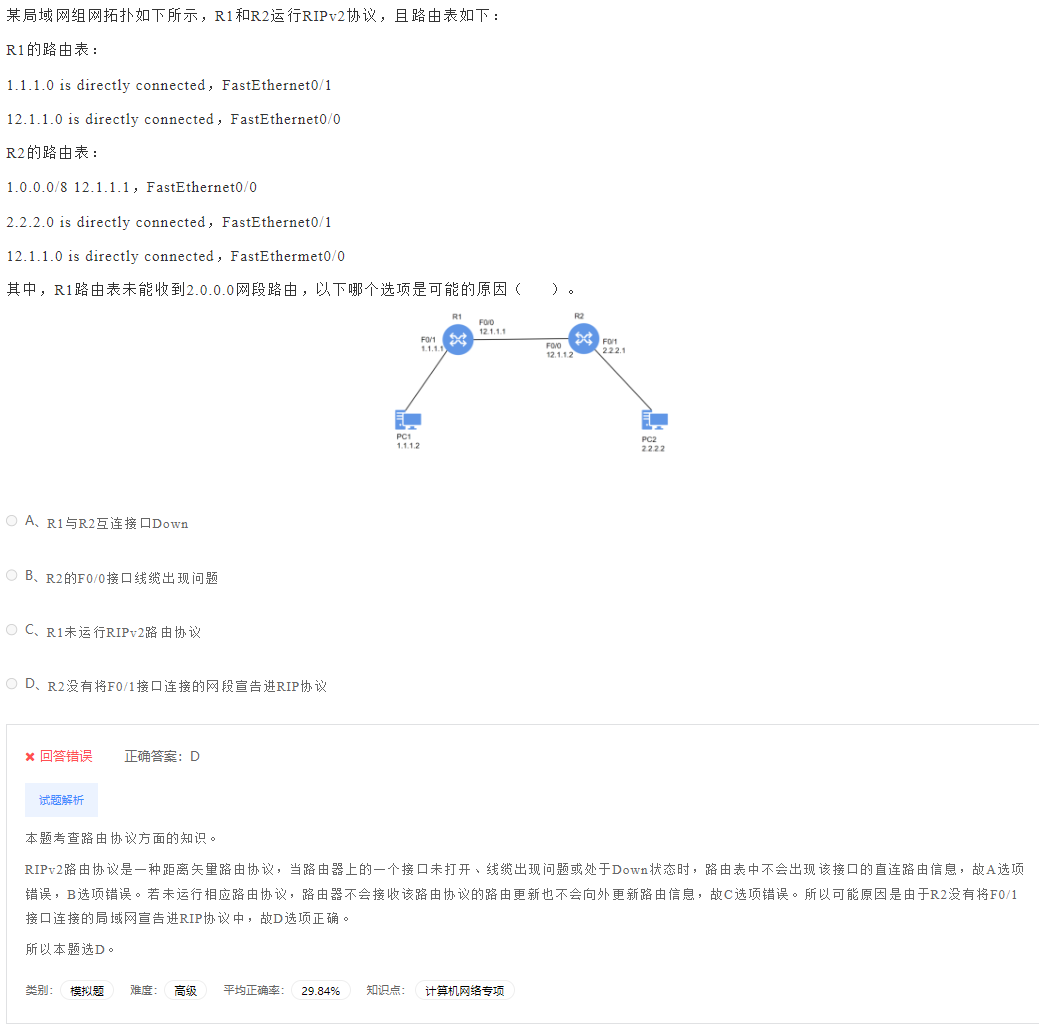 某局域网组网拓扑如下所示，R1和R2运行RIPv2协议，且路由表如下：
R1的路由表：
1.1.1.0 is directly connected，FastEthernet0/1
12.1.1.0 is directly connected，FastEthernet0/0
R2的路由表：
1.0.0.0/8 12.1.1.1，FastEthernet0/0
2.2.2.0 is directly connected，FastEthernet0/1
12.1.1.0 is directly connected，FastEthermet0/0
其中，R1路由表未能收到2.0.0.0网段路由，以下哪个选项是可能的原因（　　）。
R1
R2
F0/0
12.1.1.1
F0/1
1.1.1.1
F0/0
12.1.1.2
F0/1
2.2.2.1
PC1
1.1.1.2
PC2
2.2.2.2
A、R1与R2互连接口Down
B、R2的F0/0接口线缆出现问题
C、R1未运行RIPv2路由协议
D、R2没有将F0/1接口连接的网段宣告进RIP协议
回答错误 正确答案：D
试题解析
本题考查路由协议方面的知识。
RIPv2路由协议是一种距离矢量路由协议，当路由器上的一个接口未打开、线缆出现问题或处于Down状态时，路由表中不会出现该接口的直连路由信息，故A选项
错误，B选项错误。若未运行相应路由协议，路由器不会接收该路由协议的路由更新也不会向外更新路由信息，故C选项错误。所以可能原因是由于R2没有将F0/1
接口连接的局域网宣告进RIP协议中，故D选项正确。
所以本题选D。
类别： 模拟题 难度： 高级 平均正确率： 29.84% 知识点： 计算机网络专项